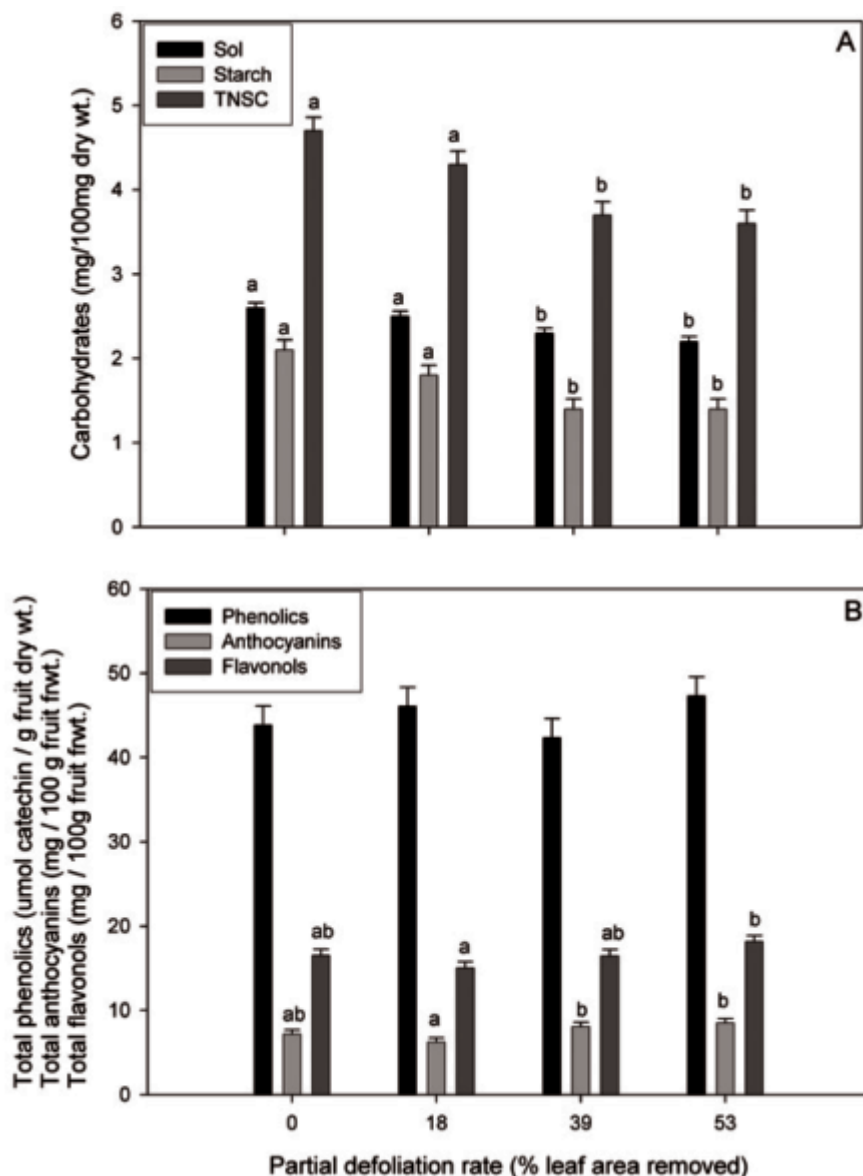 A
Sol
Starch
TNSC
Carbohydrates (mg/100mg dry wt.)
6
5
4
3
2
1
0
a
a
a
a
a
a
b
b
b
b
b
b
B
Phenolics
Anthocyanins
Flavonols
Total phenolics (umol catechin / g fruit dry wt.)
Total anthocyanins (mg / 100 g fruit frwt.)
Total flavonols (mg / 100g fruit frwt.)
60
50
40
30
20
10
0
ab
ab
a
a
b
ab
b
b
0 18 39 53
Partial defoliation rate (% leaf area removed)